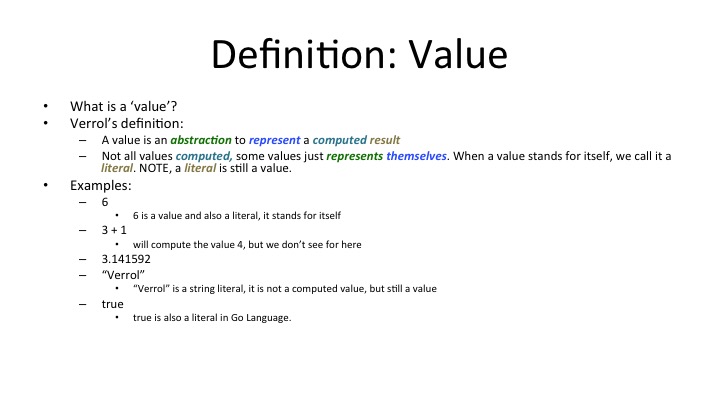 Definition: Value
• What is a ‘value’?
• Verrol’s definition:
– A value is an abstraction to represent a computed result
– Not all values computed, some values just represents themselves. When a value stands for itself, we call it a
literal. NOTE, a literal is still a value.
• Examples:
– 6
• 6 is a value and also a literal, it stands for itself
– 3 + 1
• will compute the value 4, but we don’t see for here
– 3.141592
– “Verrol”
• “Verrol” is a string literal, it is not a computed value, but still a value
– true
• true is also a literal in Go Language.